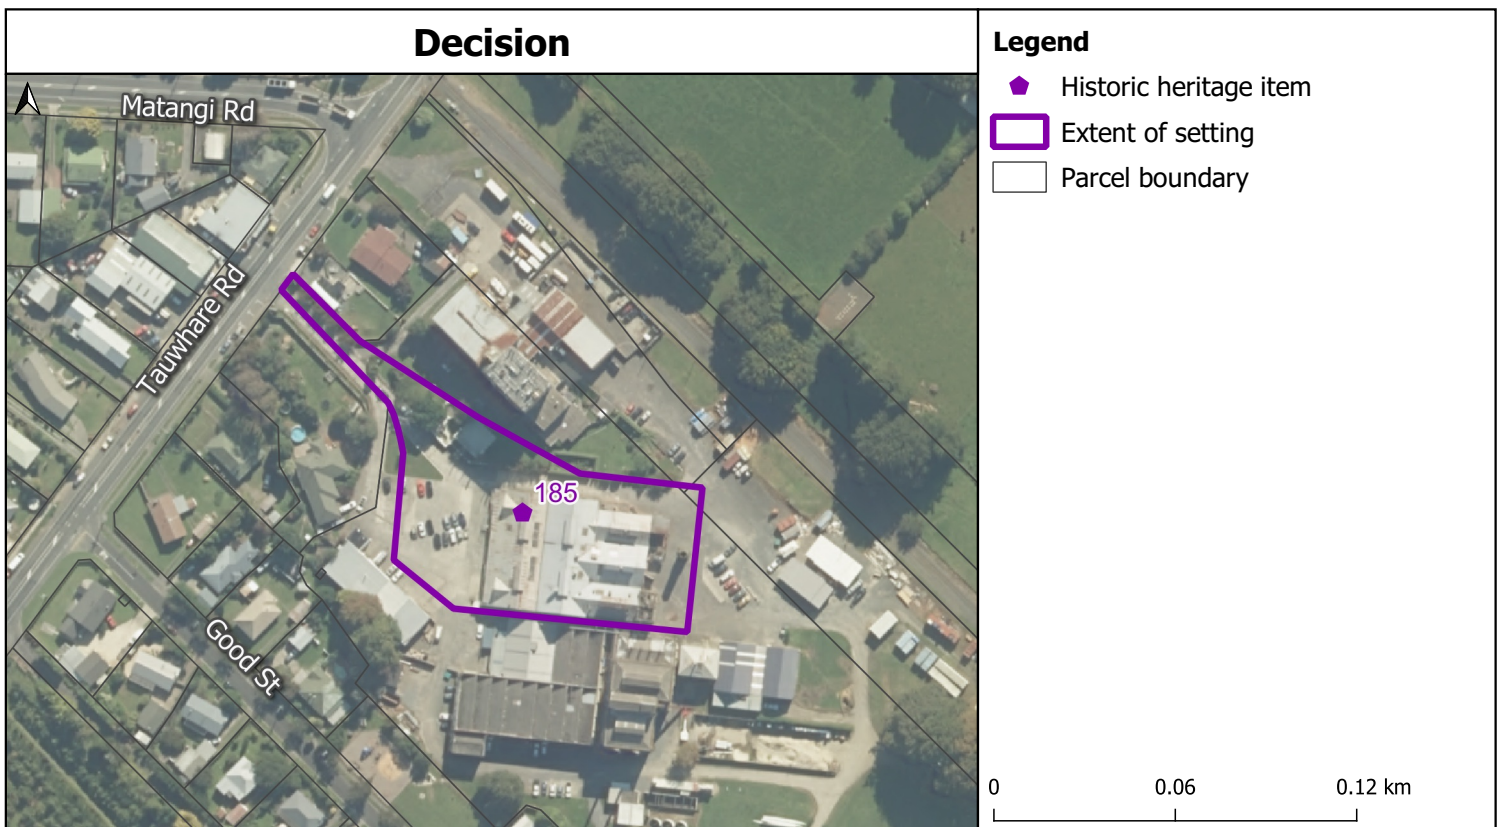 Decision
Legend
Historic heritage item
Extent of setting
Parcel boundary
Matangi Rd
Tauwhare Rd
185
Good St
0 0.06 0.12 km